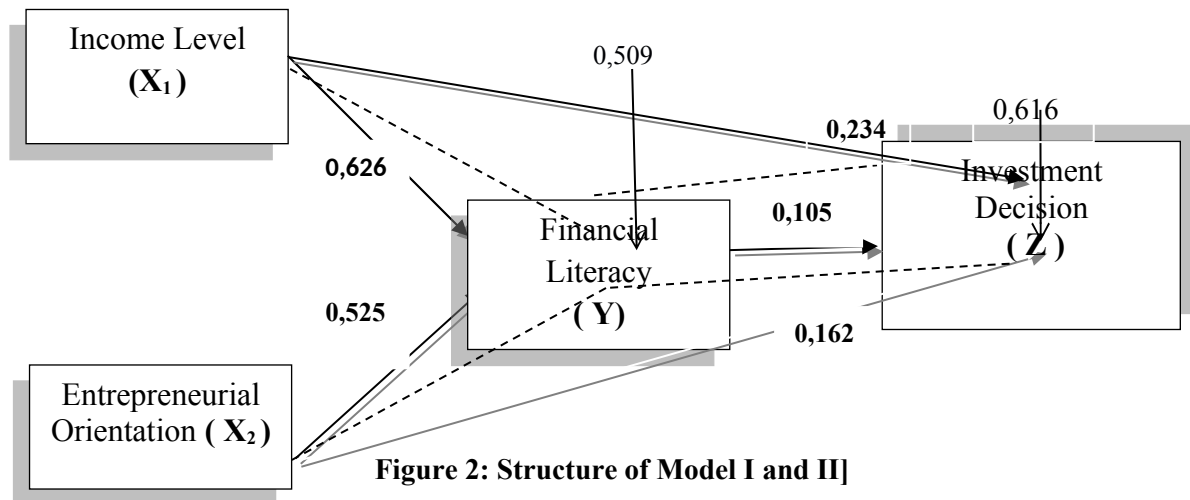 Income Level
(X₁ )
0,509
0,616
0,234
0,626
Investment
Decision
( Z )
0,105
Financial
Literacy
( Y)
0,525
0,162
Entrepreneurial
Orientation ( X₂ )
Figure 2: Structure of Model I and II]